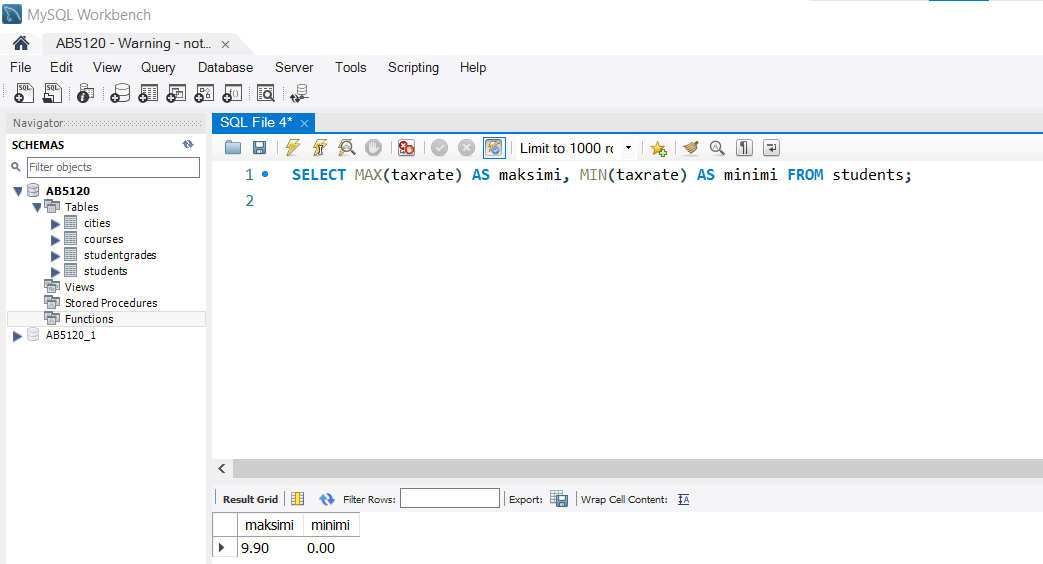 MySQL Workbench
AB5120 - Warning - not... ×
File Edit View Query Database Server Tools Scripting Help
Navigator
SQL File 4* ×
SCHEMAS
Filter objects
Limit to 1000 rc
AB5120
Tables
cities
courses
studentgrades
students
Views
Stored Procedures
Functions
AB5120_1
1 SELECT MAX(taxrate) AS maksimi, MIN(taxrate) AS minimi FROM students;
2
Result Grid Filter Rows: Export: Wrap Cell Content:
maksimi minimi
9.90 0.00